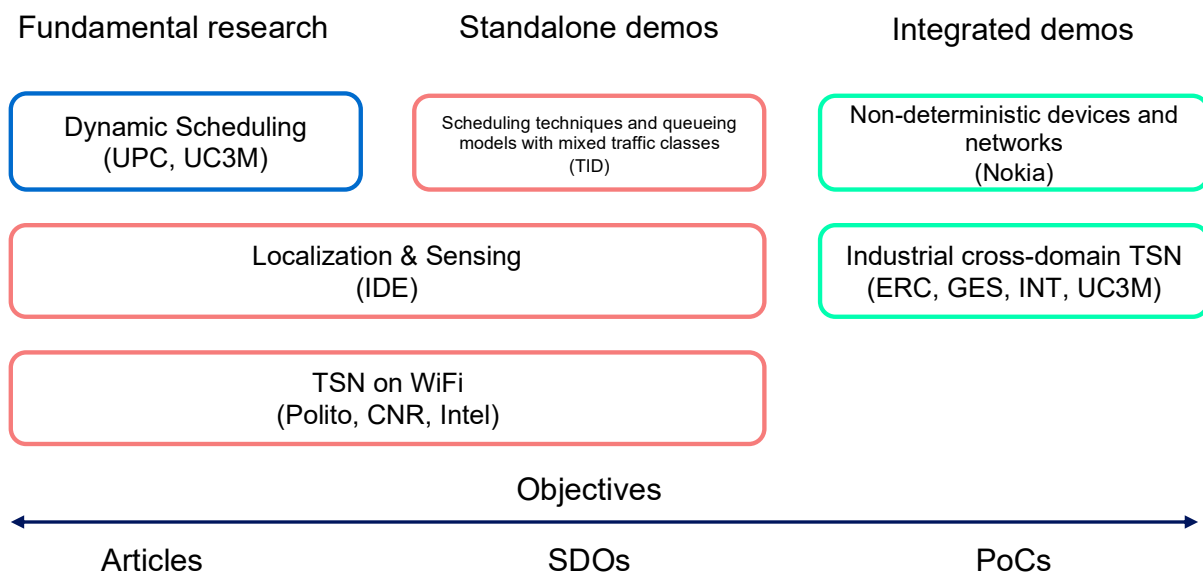 Fundamental research
Standalone demos
Integrated demos
Dynamic Scheduling
(UPC, UC3M)
Scheduling techniques and queueing
models with mixed traffic classes
(TID)
Non-deterministic devices and
networks
(Nokia)
Localization & Sensing
(IDE)
Industrial cross-domain TSN
(ERC, GES, INT, UC3M)
TSN on WiFi
(Polito, CNR, Intel)
Objectives
Articles
SDOs
PoCs